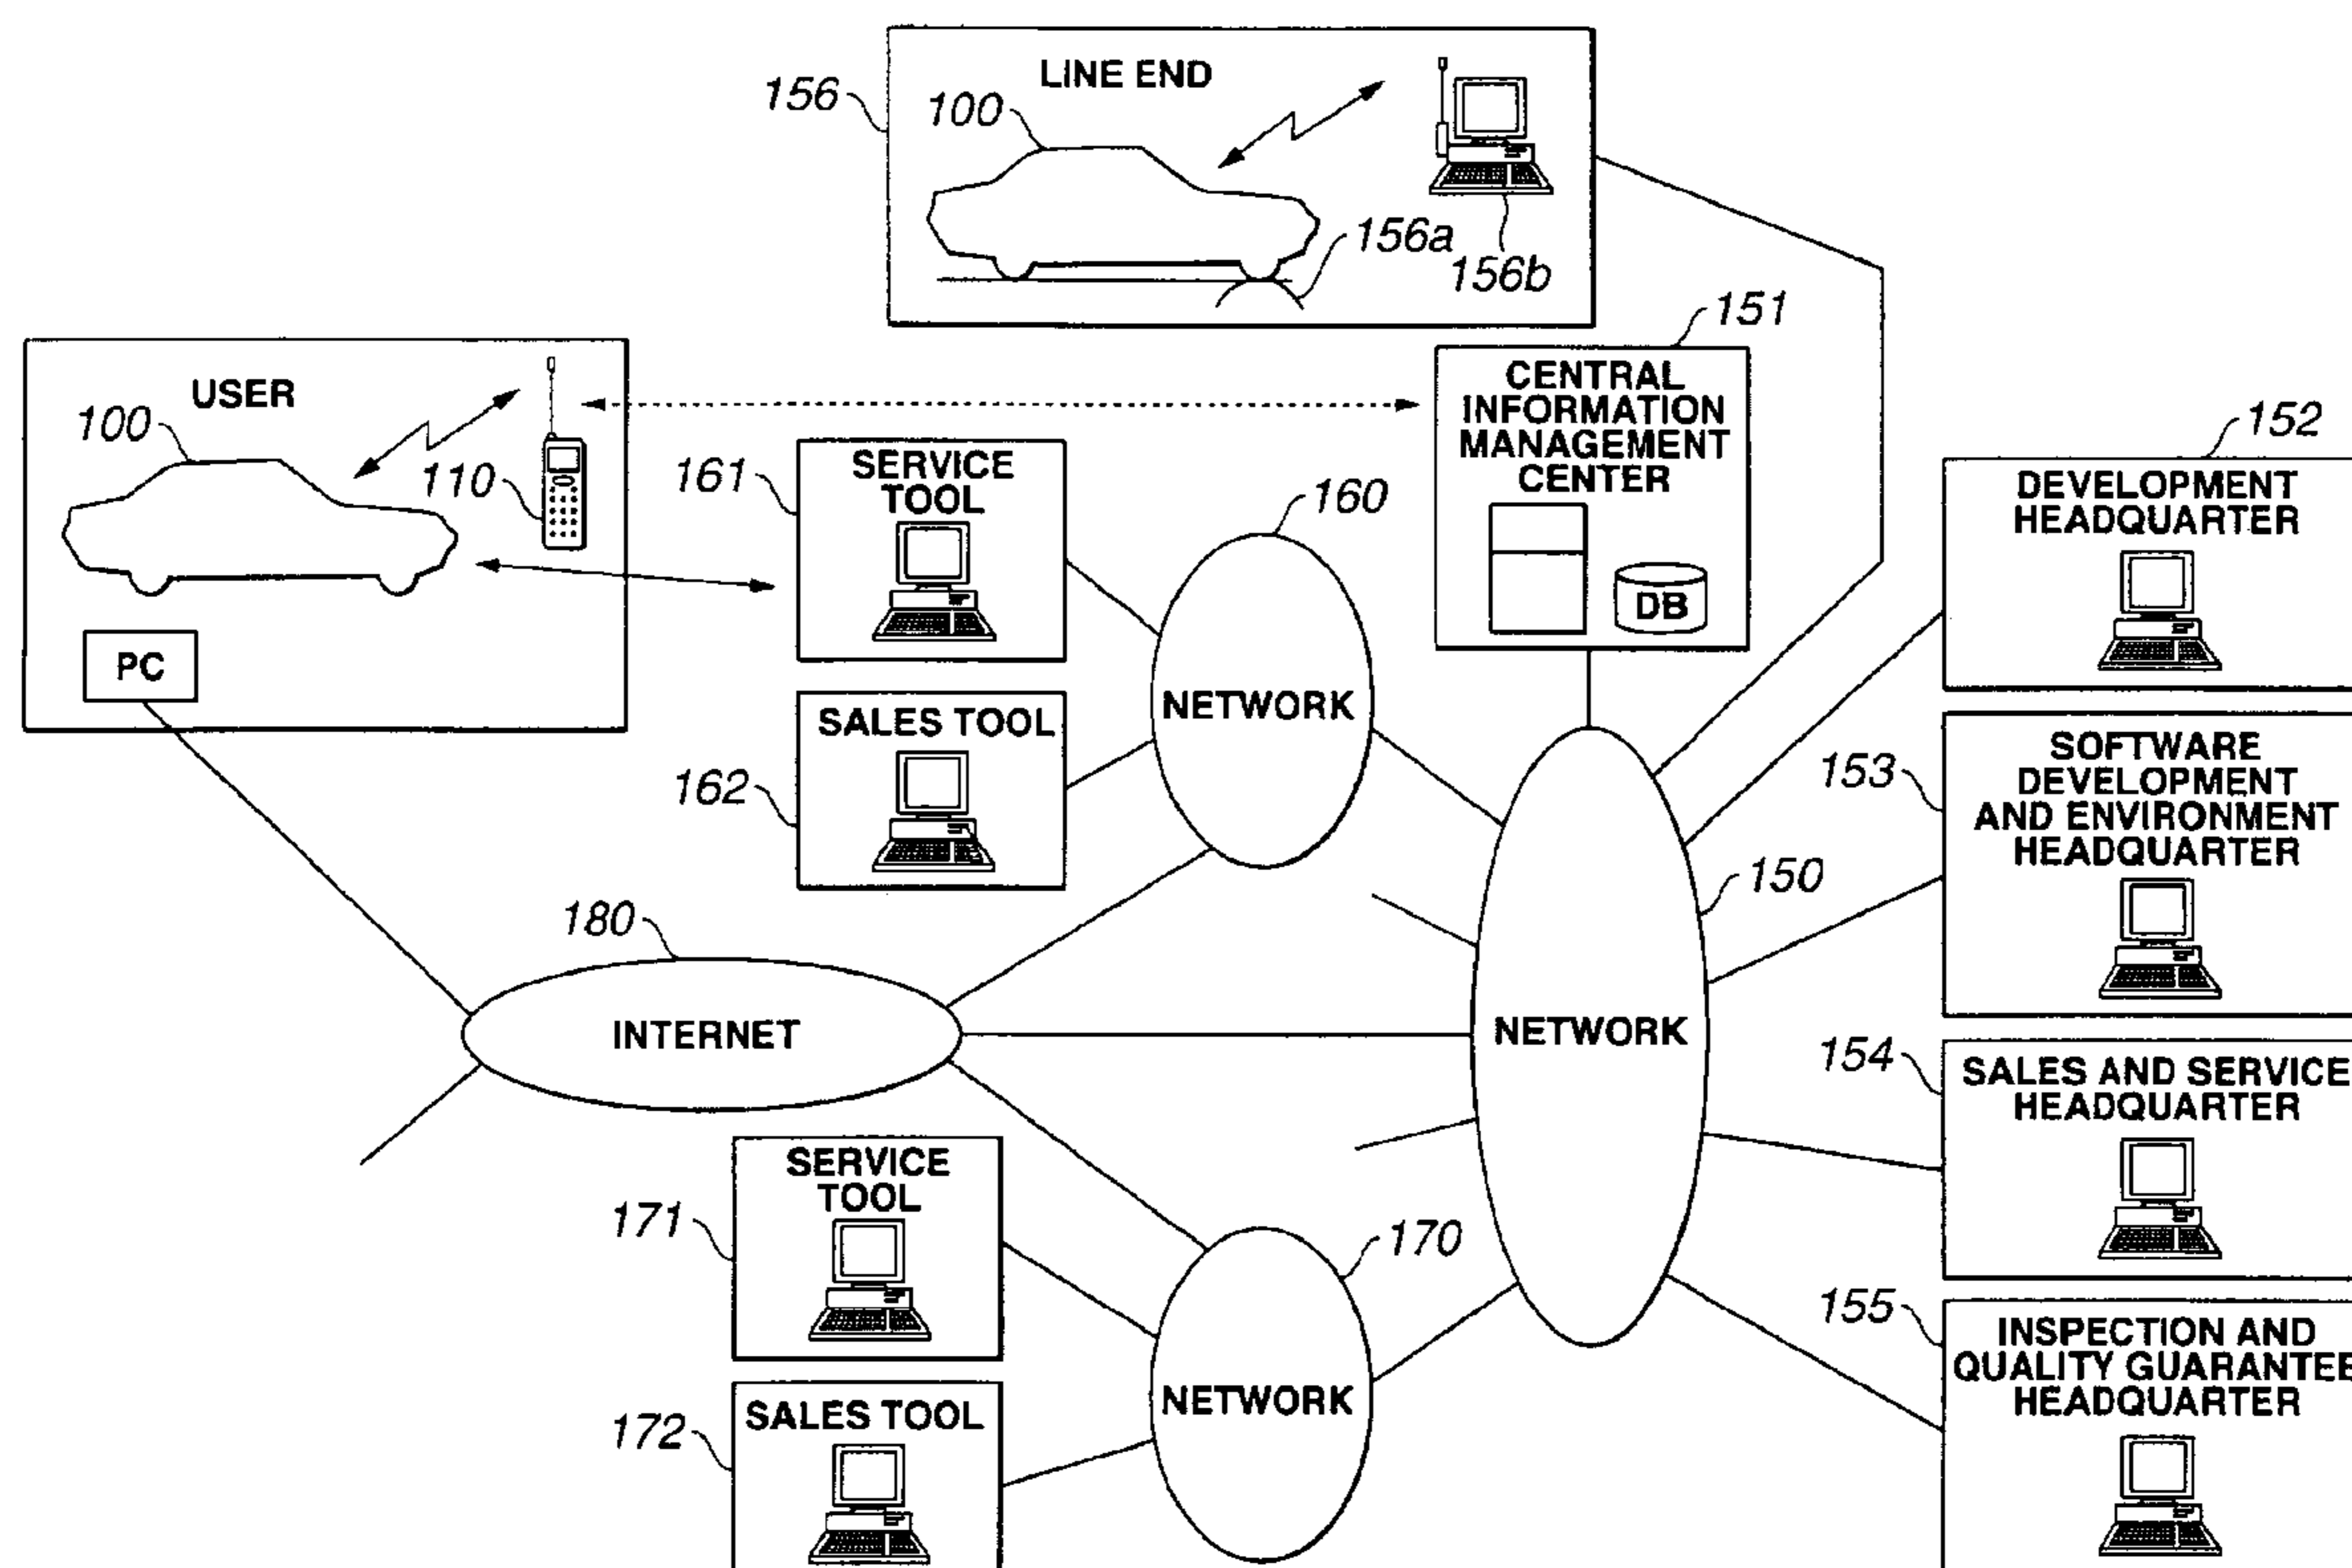 LINE END
156
100
156a
156b
151
USER
100
110
PC
CENTRAL
INFORMATION
MANAGEMENT
CENTER
DB
152
DEVELOPMENT
HEADQUARTER
161
SERVICE
TOOL
160
NETWORK
162
SALES TOOL
153
SOFTWARE
DEVELOPMENT
AND ENVIRONMENT
HEADQUARTER
150
NETWORK
180
INTERNET
154
SALES AND SERVICE
HEADQUARTER
171
SERVICE
TOOL
170
NETWORK
172
SALES TOOL
155
INSPECTION AND
QUALITY GUARANTEE
HEADQUARTER